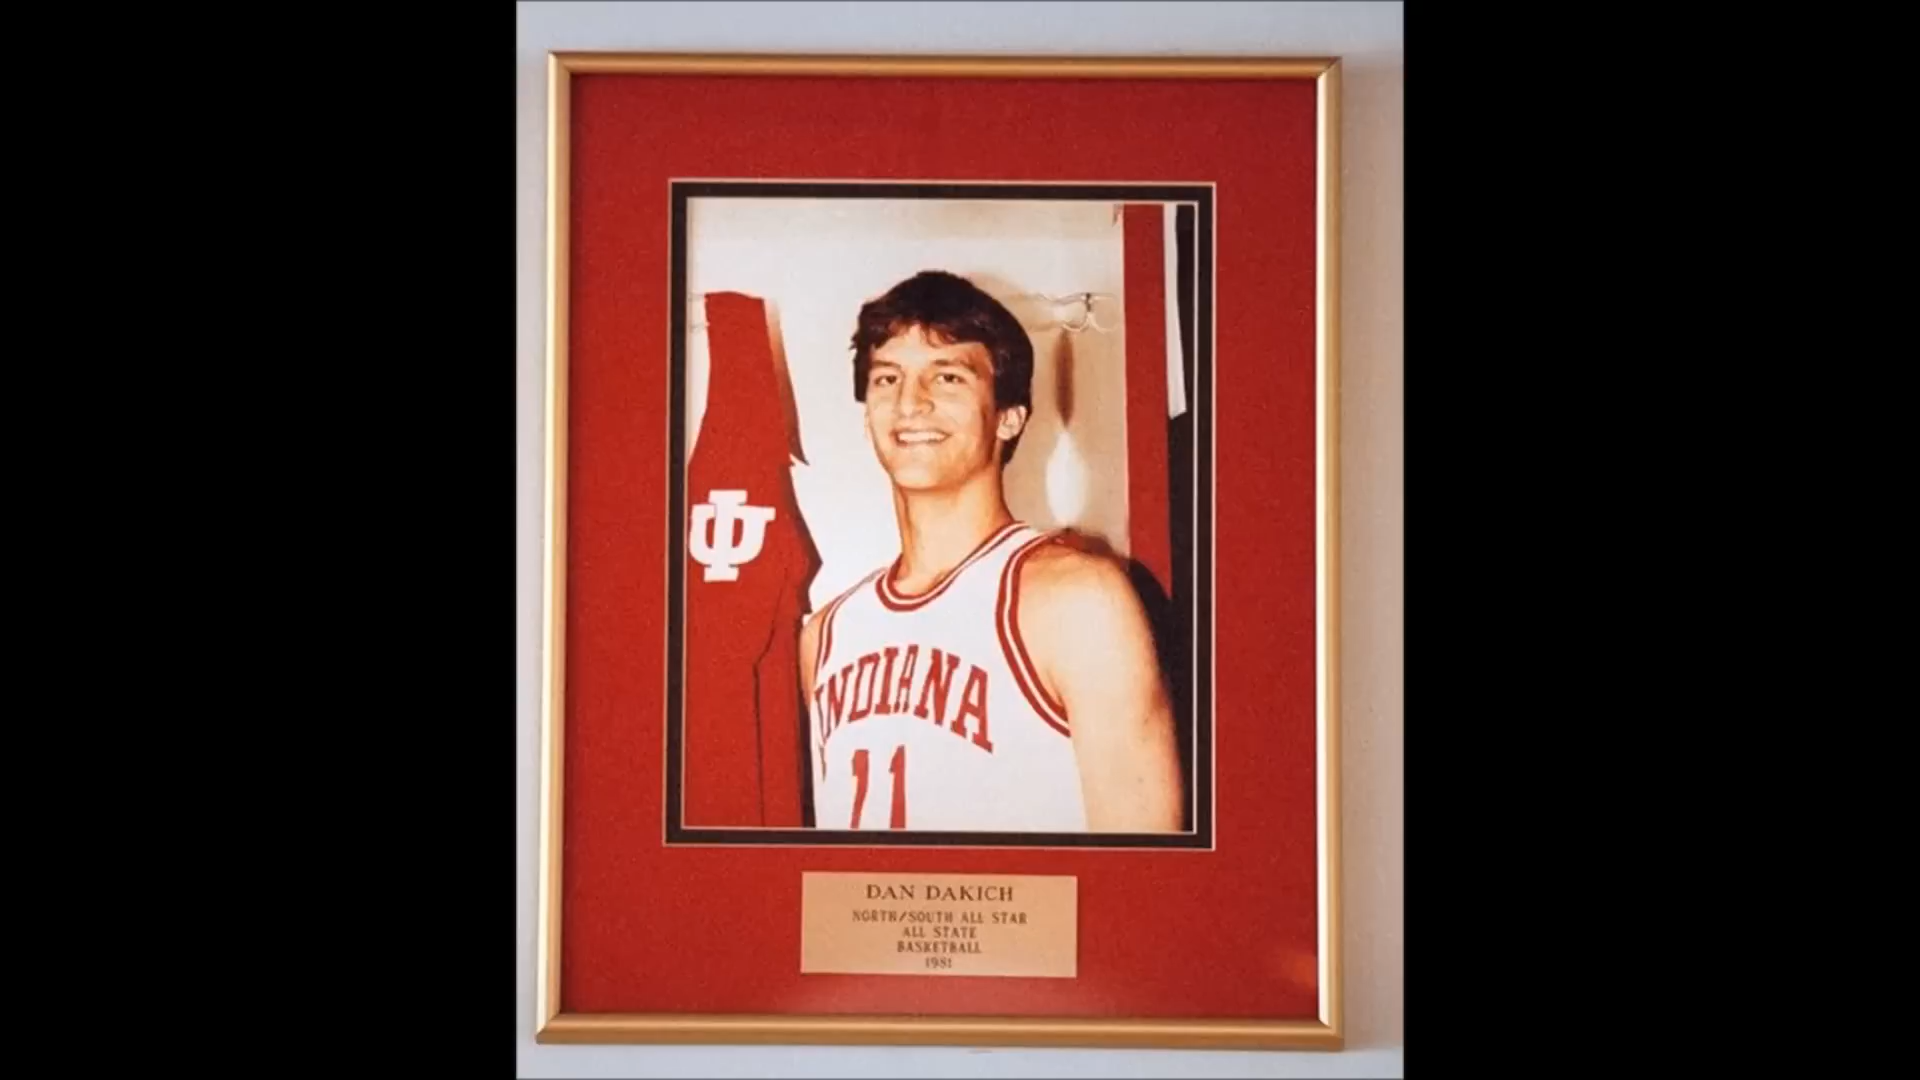 INDIANA
11
DAN DAKICH
NORTH/SOUTH ALL STAR
ALL STATE
BASKETBALL
1981